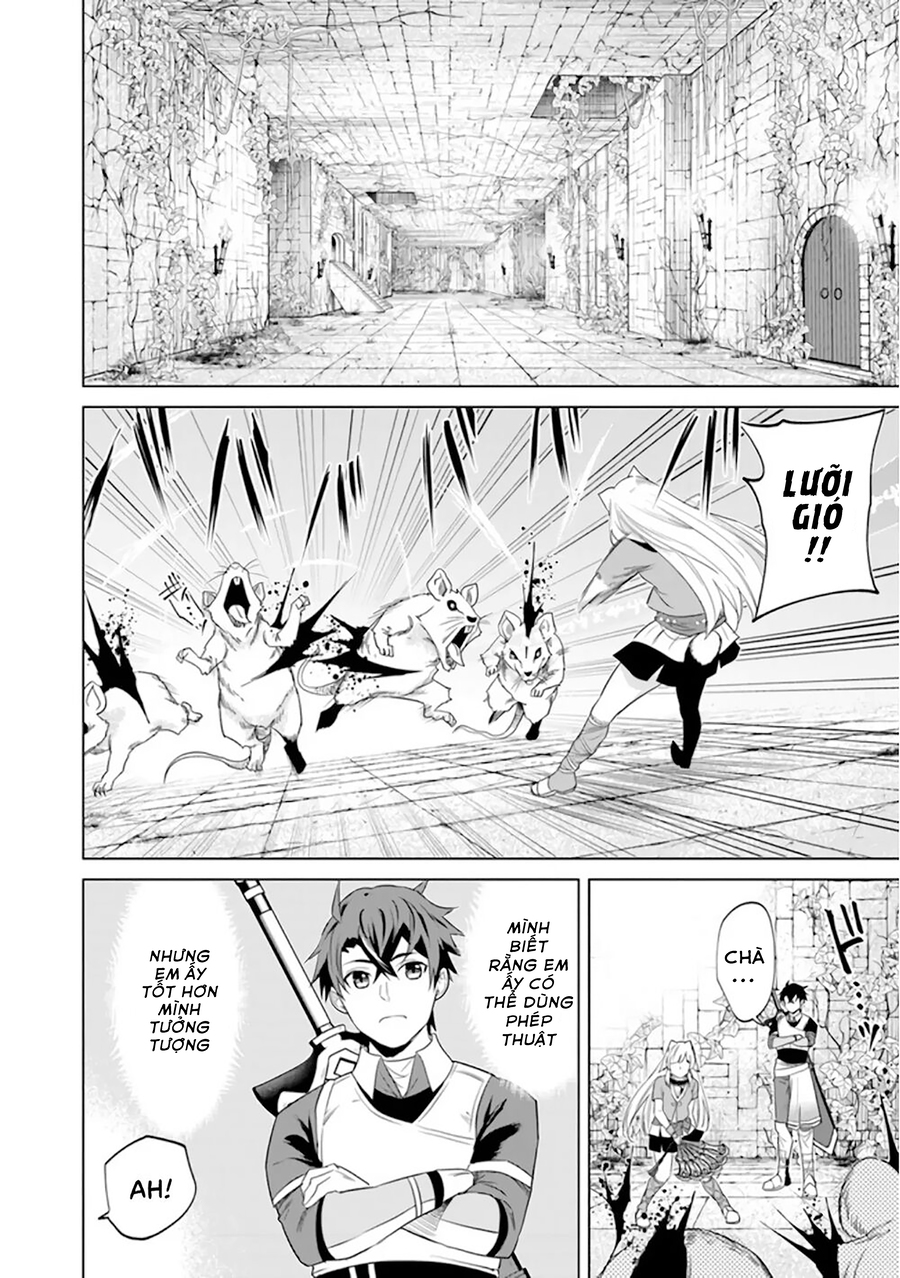 LƯỠI
GIÓ
!!
CHÀ
...
MÌNH
BIẾT
RẰNG EM
ẤY CÓ
THỂ DÙNG
PHÉP
THUẬT
NHƯNG
EM ẤY
TỐT HƠN
MÌNH
TƯỞNG
TƯỢNG
AH!